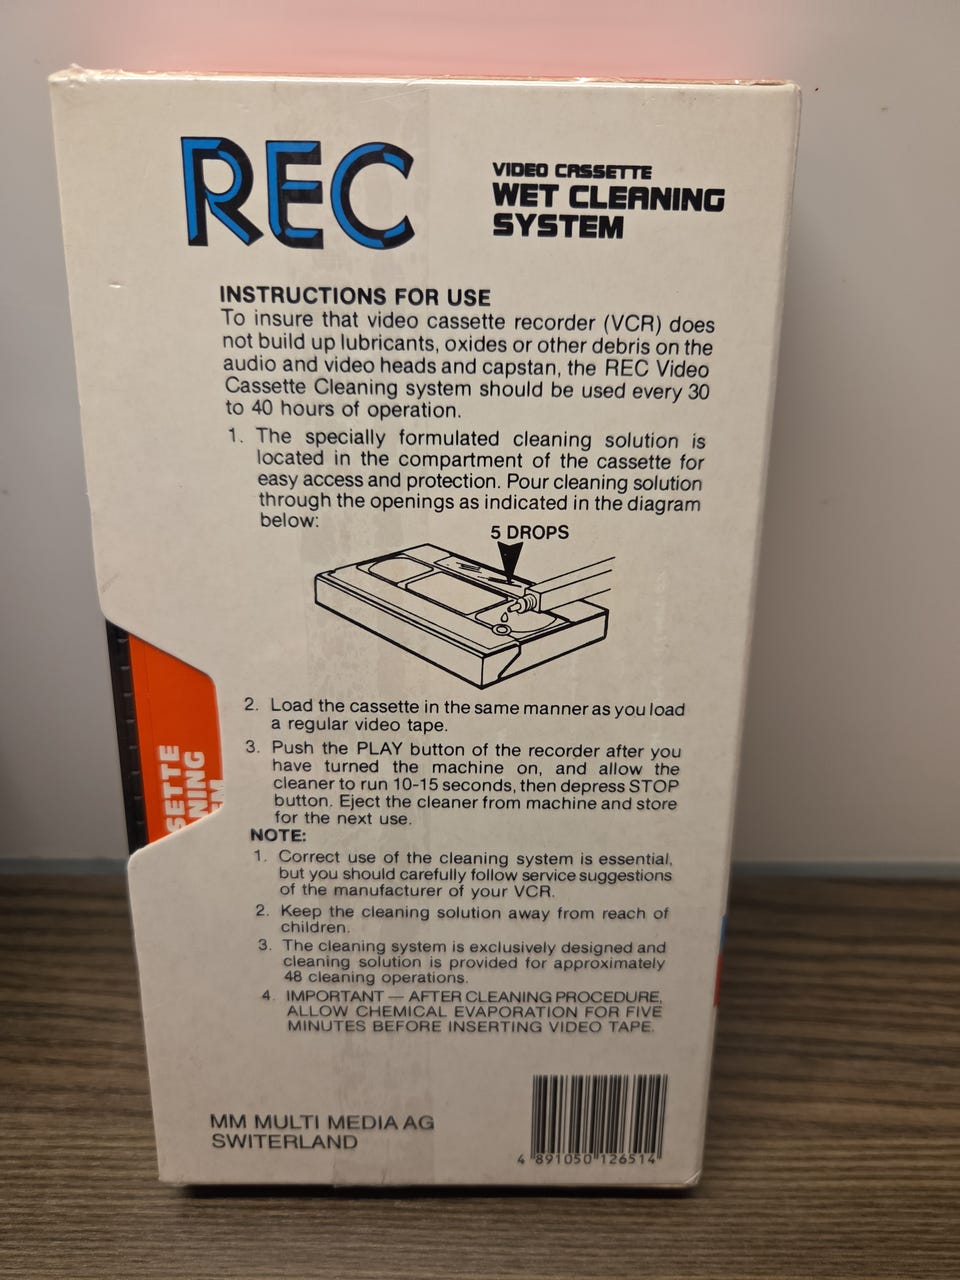 REC
VIDEO CASSETTE
WET CLEANING
SYSTEM
INSTRUCTIONS FOR USE
To insure that video cassette recorder (VCR) does
not build up lubricants, oxides or other debris on the
audio and video heads and capstan, the REC Video
Cassette Cleaning system should be used every 30
to 40 hours of operation.
1. The specially formulated cleaning solution is
located in the compartment of the cassette for
easy access and protection. Pour cleaning solution
through the openings as indicated in the diagram
below:
5 DROPS
2. Load the cassette in the same manner as you load
a regular video tape.
3. Push the PLAY button of the recorder after you
have turned the machine on, and allow the
cleaner to run 10-15 seconds, then depress STOP
button. Eject the cleaner from machine and store
for the next use.
NOTE:
1. Correct use of the cleaning system is essential,
but you should carefully follow service suggestions
of the manufacturer of your VCR.
2. Keep the cleaning solution away from reach of
children.
3. The cleaning system is exclusively designed and
cleaning solution is provided for approximately
48 cleaning operations.
4. IMPORTANT — AFTER CLEANING PROCEDURE,
ALLOW CHEMICAL EVAPORATION FOR FIVE
MINUTES BEFORE INSERTING VIDEO TAPE.
SETTE
NING
EM
MM MULTI MEDIA AG
SWITERLAND
4 891050 126514